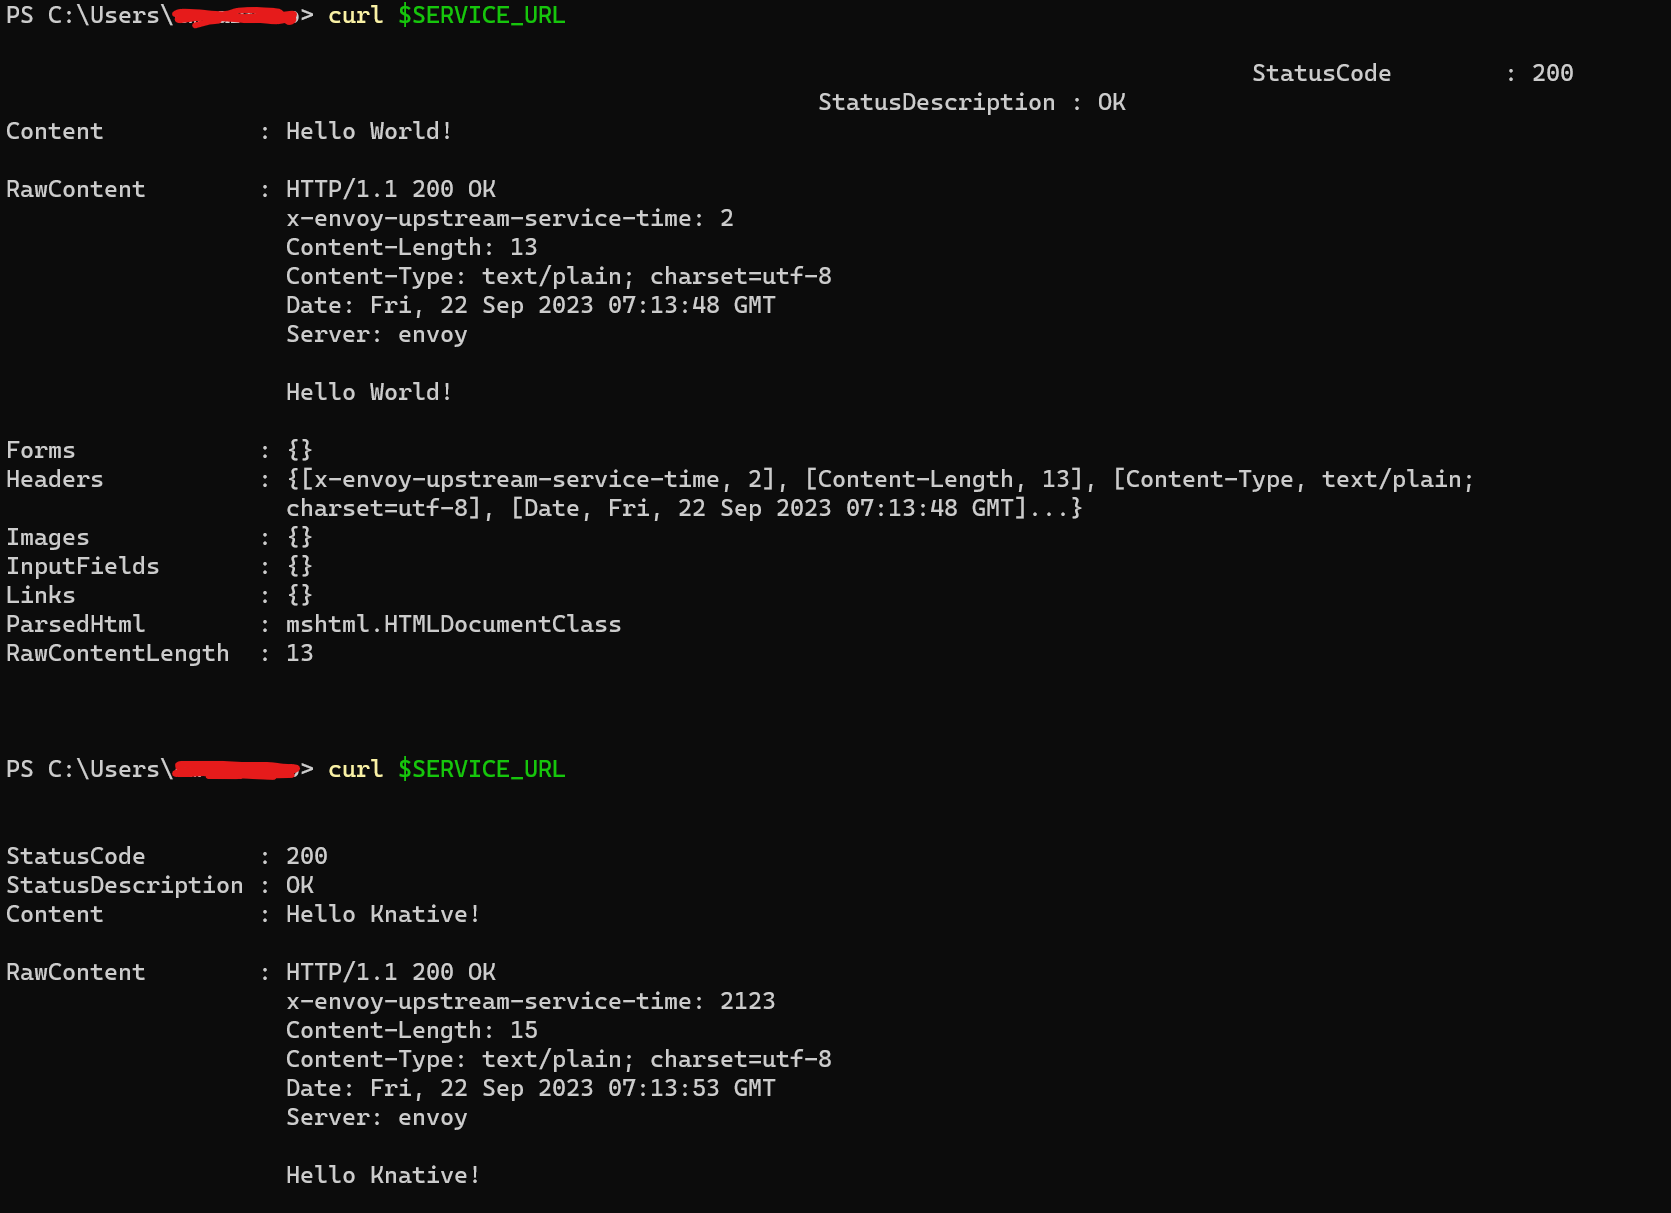 PS C:\Users\> curl $SERVICE_URL
StatusCode : 200
StatusDescription : OK
Content : Hello World!
RawContent : HTTP/1.1 200 OK
x-envoy-upstream-service-time: 2
Content-Length: 13
Content-Type: text/plain; charset=utf-8
Date: Fri, 22 Sep 2023 07:13:48 GMT
Server: envoy
Hello World!
Forms : {}
Headers : {[x-envoy-upstream-service-time, 2], [Content-Length, 13], [Content-Type, text/plain;
charset=utf-8], [Date, Fri, 22 Sep 2023 07:13:48 GMT]...}
Images : {}
InputFields : {}
Links : {}
ParsedHtml : mshtml.HTMLDocumentClass
RawContentLength : 13
PS C:\Users\> curl $SERVICE_URL
StatusCode : 200
StatusDescription : OK
Content : Hello Knative!
RawContent : HTTP/1.1 200 OK
x-envoy-upstream-service-time: 2123
Content-Length: 15
Content-Type: text/plain; charset=utf-8
Date: Fri, 22 Sep 2023 07:13:53 GMT
Server: envoy
Hello Knative!